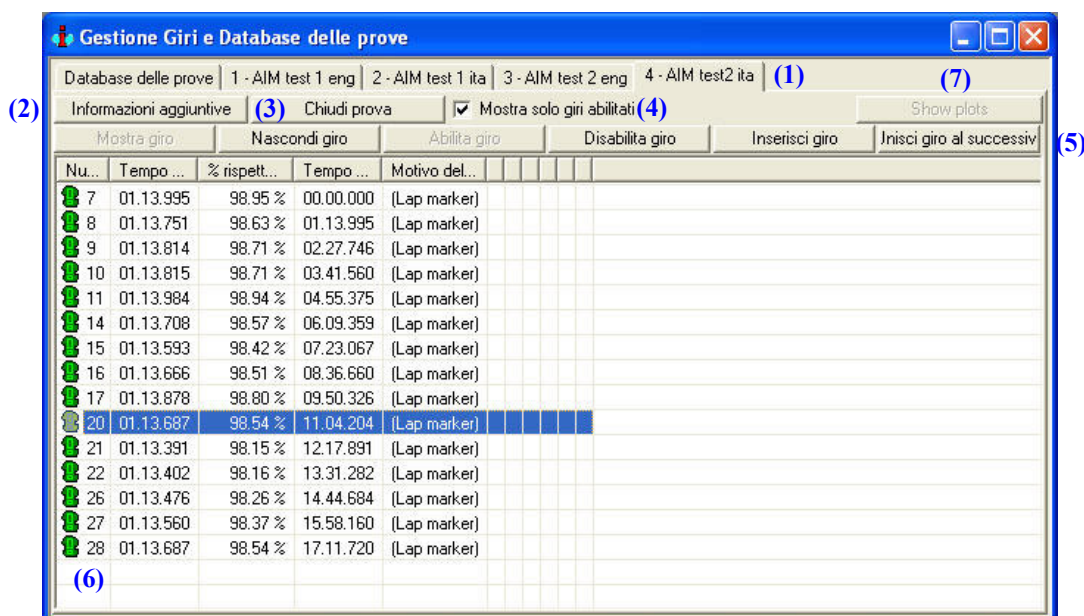 Gestione Giri e Database delle prove
Database delle prove 1 - AIM test 1 eng 2 - AIM test 1 ita 3 - AIM test 2 eng 4 - AIM test2 ita (1) (7)
(2) Informazioni aggiuntive (3) Chiudi prova Mostra solo giri abilitati (4) Show plots
Mostra giro Nascondi giro Abilita giro Disabilita giro Inserisci giro Jnisci giro al successiv (5)
Nu... Tempo ... % rispett... Tempo ... Motivo del...
7 01.13.995 98.95 % 00.00.000 (Lap marker)
8 01.13.751 98.63 % 01.13.995 (Lap marker)
9 01.13.814 98.71 % 02.27.746 (Lap marker)
10 01.13.815 98.71 % 03.41.560 (Lap marker)
11 01.13.984 98.94 % 04.55.375 (Lap marker)
14 01.13.708 98.57 % 06.09.359 (Lap marker)
15 01.13.593 98.42 % 07.23.067 (Lap marker)
16 01.13.666 98.51 % 08.36.660 (Lap marker)
17 01.13.878 98.80 % 09.50.326 (Lap marker)
20 01.13.687 98.54 % 11.04.204 (Lap marker)
21 01.13.391 98.15 % 12.17.891 (Lap marker)
22 01.13.402 98.16 % 13.31.282 (Lap marker)
26 01.13.476 98.26 % 14.44.684 (Lap marker)
27 01.13.560 98.37 % 15.58.160 (Lap marker)
28 01.13.687 98.54 % 17.11.720 (Lap marker)
(6)